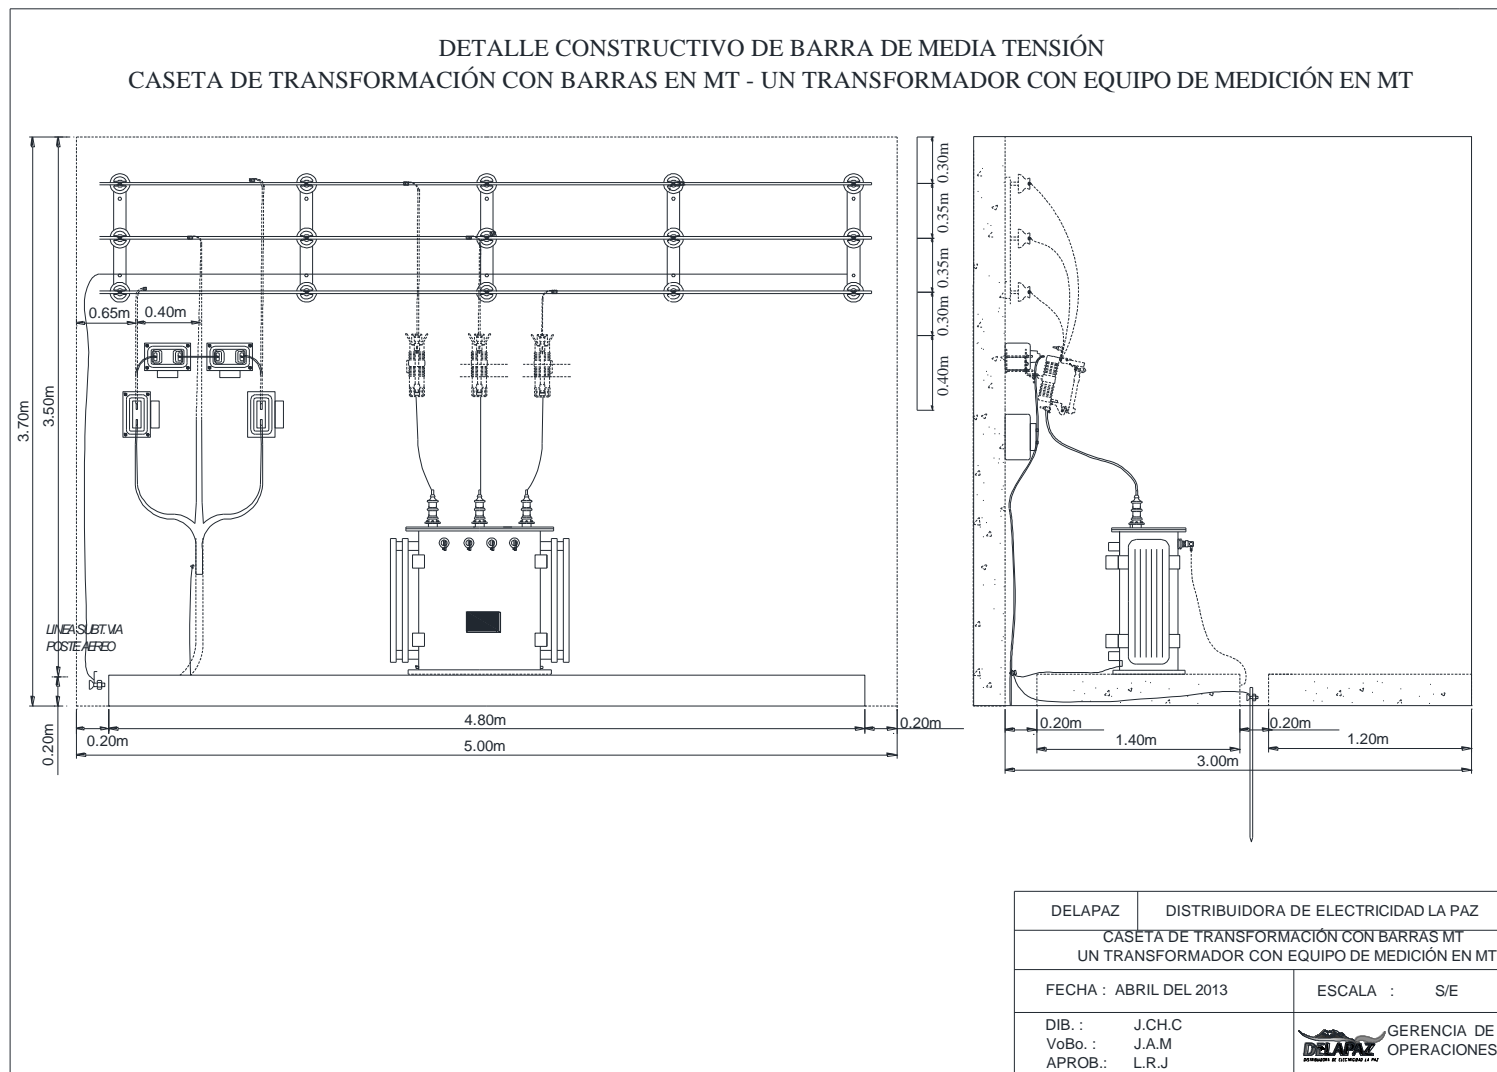 DETALLE CONSTRUCTIVO DE BARRA DE MEDIA TENSIÓN
CASETA DE TRANSFORMACIÓN CON BARRAS EN MT - UN TRANSFORMADOR CON EQUIPO DE MEDICIÓN EN MT
3.70m
3.50m
0.20m
0.65m
0.40m
LINEA SUBT. VIA
POSTE AEREO
0.20m
4.80m
0.20m
5.00m
0.30m
0.35m
0.35m
0.30m
0.40m
0.20m
1.40m
0.20m
1.20m
3.00m
DELAPAZ DISTRIBUIDORA DE ELECTRICIDAD LA PAZ
CASETA DE TRANSFORMACIÓN CON BARRAS MT
UN TRANSFORMADOR CON EQUIPO DE MEDICIÓN EN MT
FECHA : ABRIL DEL 2013 ESCALA : S/E
DIB. : J.CH.C
VoBo. : J.A.M
APROB.: L.R.J
DELAPAZ
DISTRIBUIDORA DE ELECTRICIDAD LA PAZ
GERENCIA DE
OPERACIONES